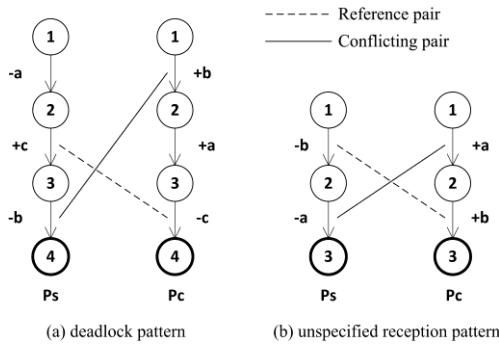 Reference pair
Conflicting pair
1 1
-a +b
2 2
+c +a
3 3
-b -c
4 4
Ps Pc
(a) deadlock pattern
1 1
-b +a
2 2
-a +b
3 3
Ps Pc
(b) unspecified reception pattern